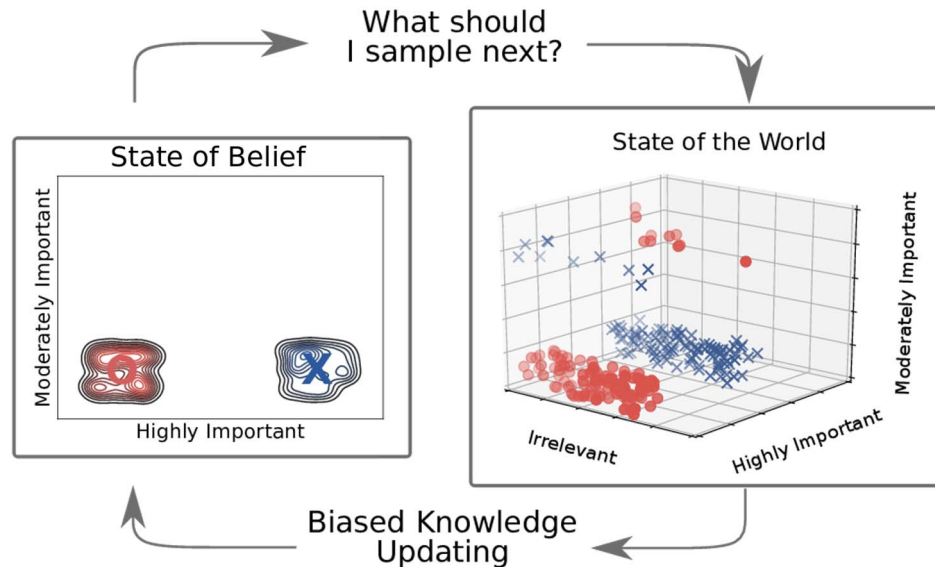 What should
I sample next?
State of Belief
Moderately Important
Highly Important
State of the World
Moderately Important
Highly Important
Irrelevant
Biased Knowledge
Updating